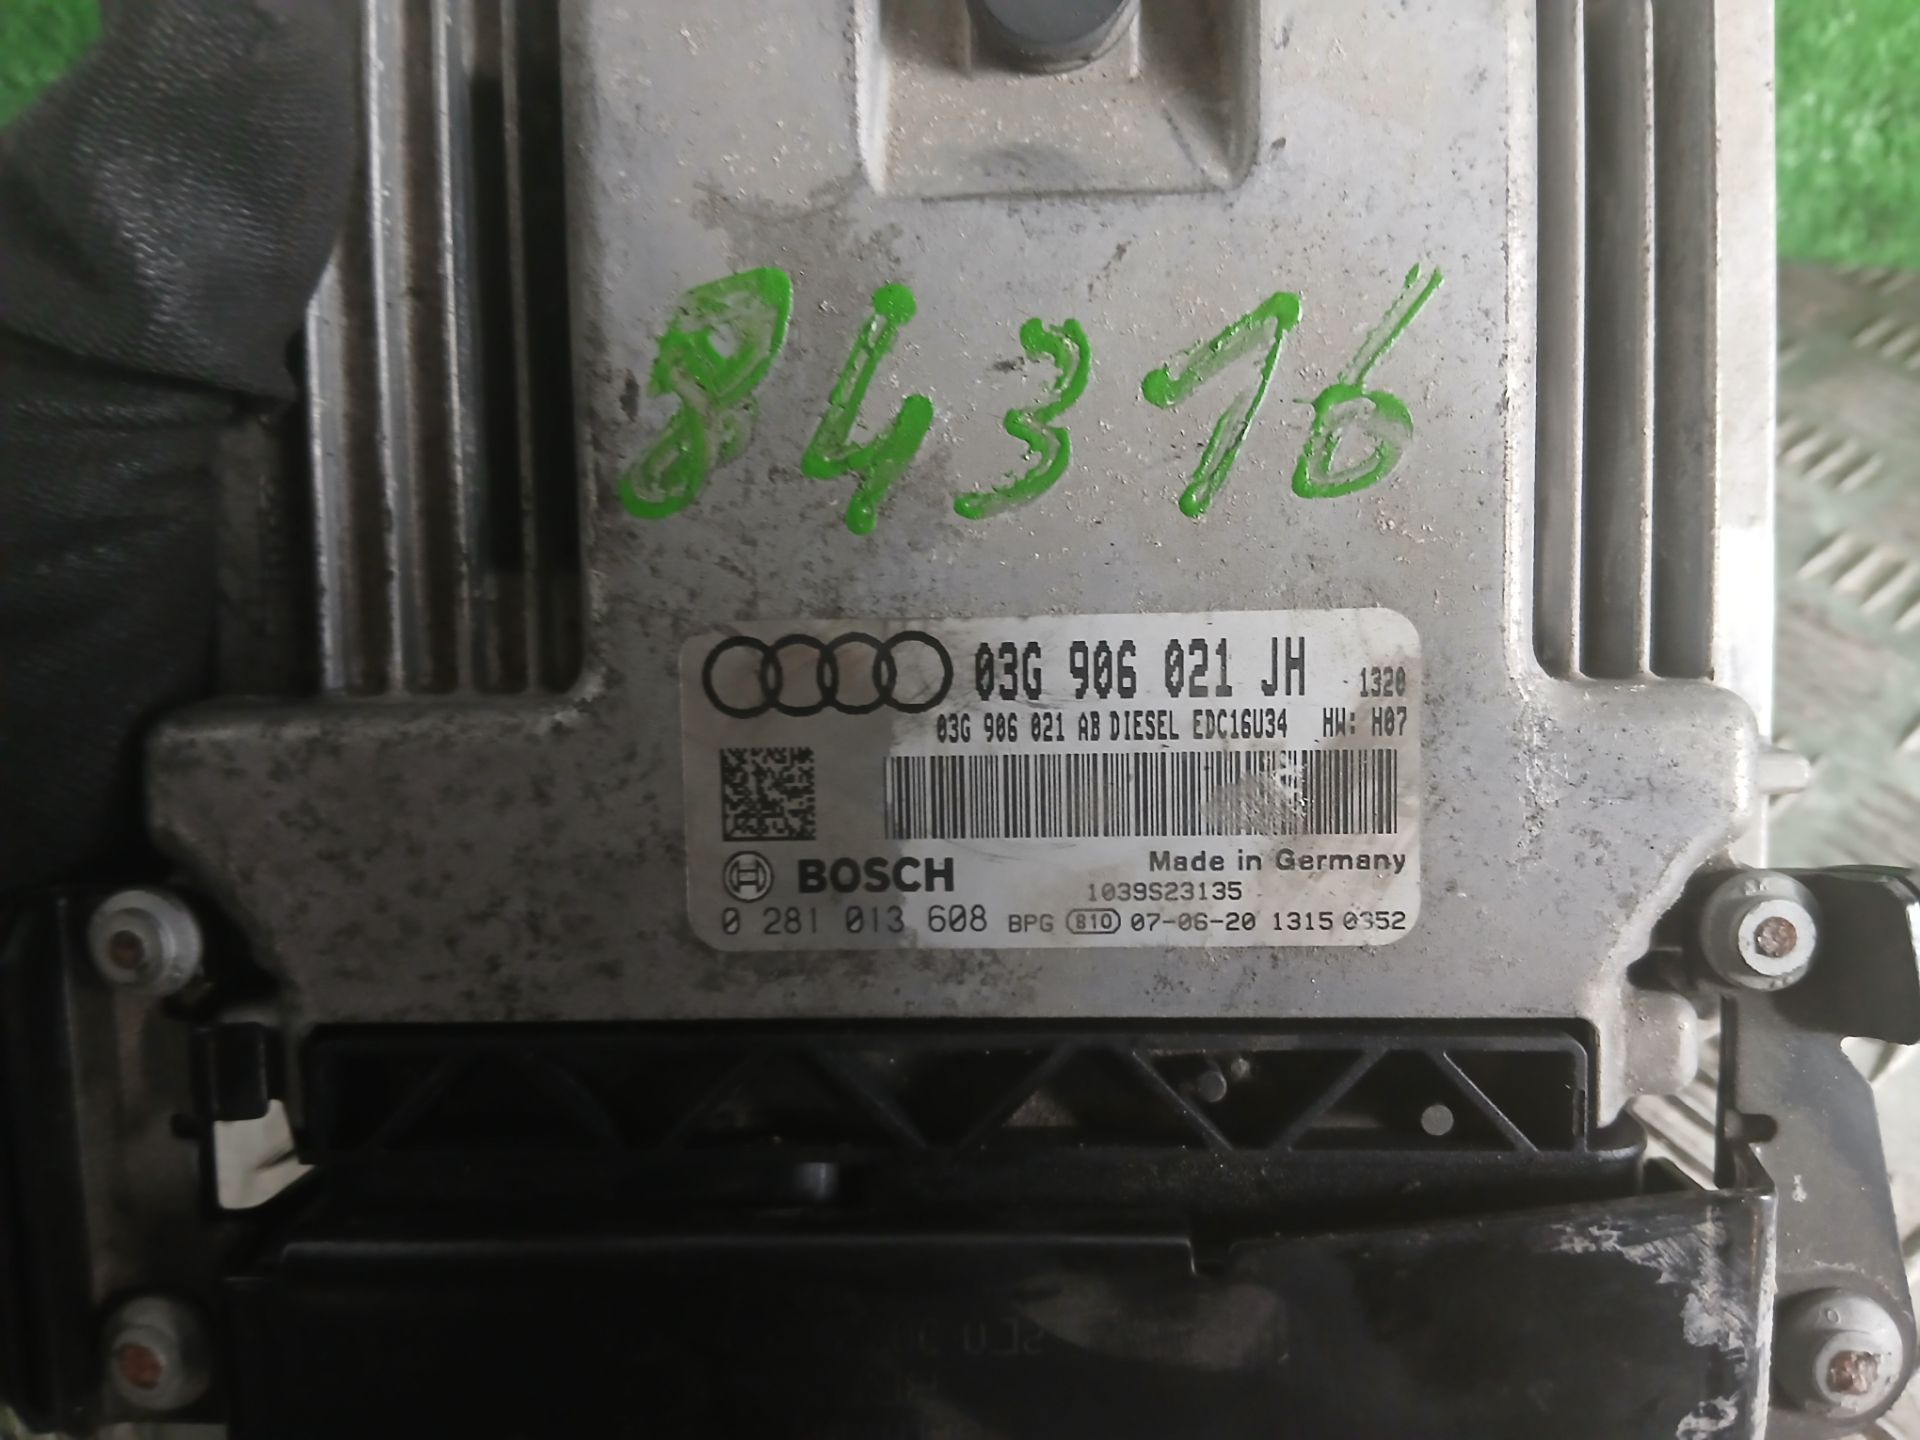 84316
03G 906 021 JH 1320
03G 906 021 AB DIESEL EDC16U34 HW: H07
BOSCH
Made in Germany
1039S23135
0 281 013 608 BPG 810 07-06-20 1315 0352